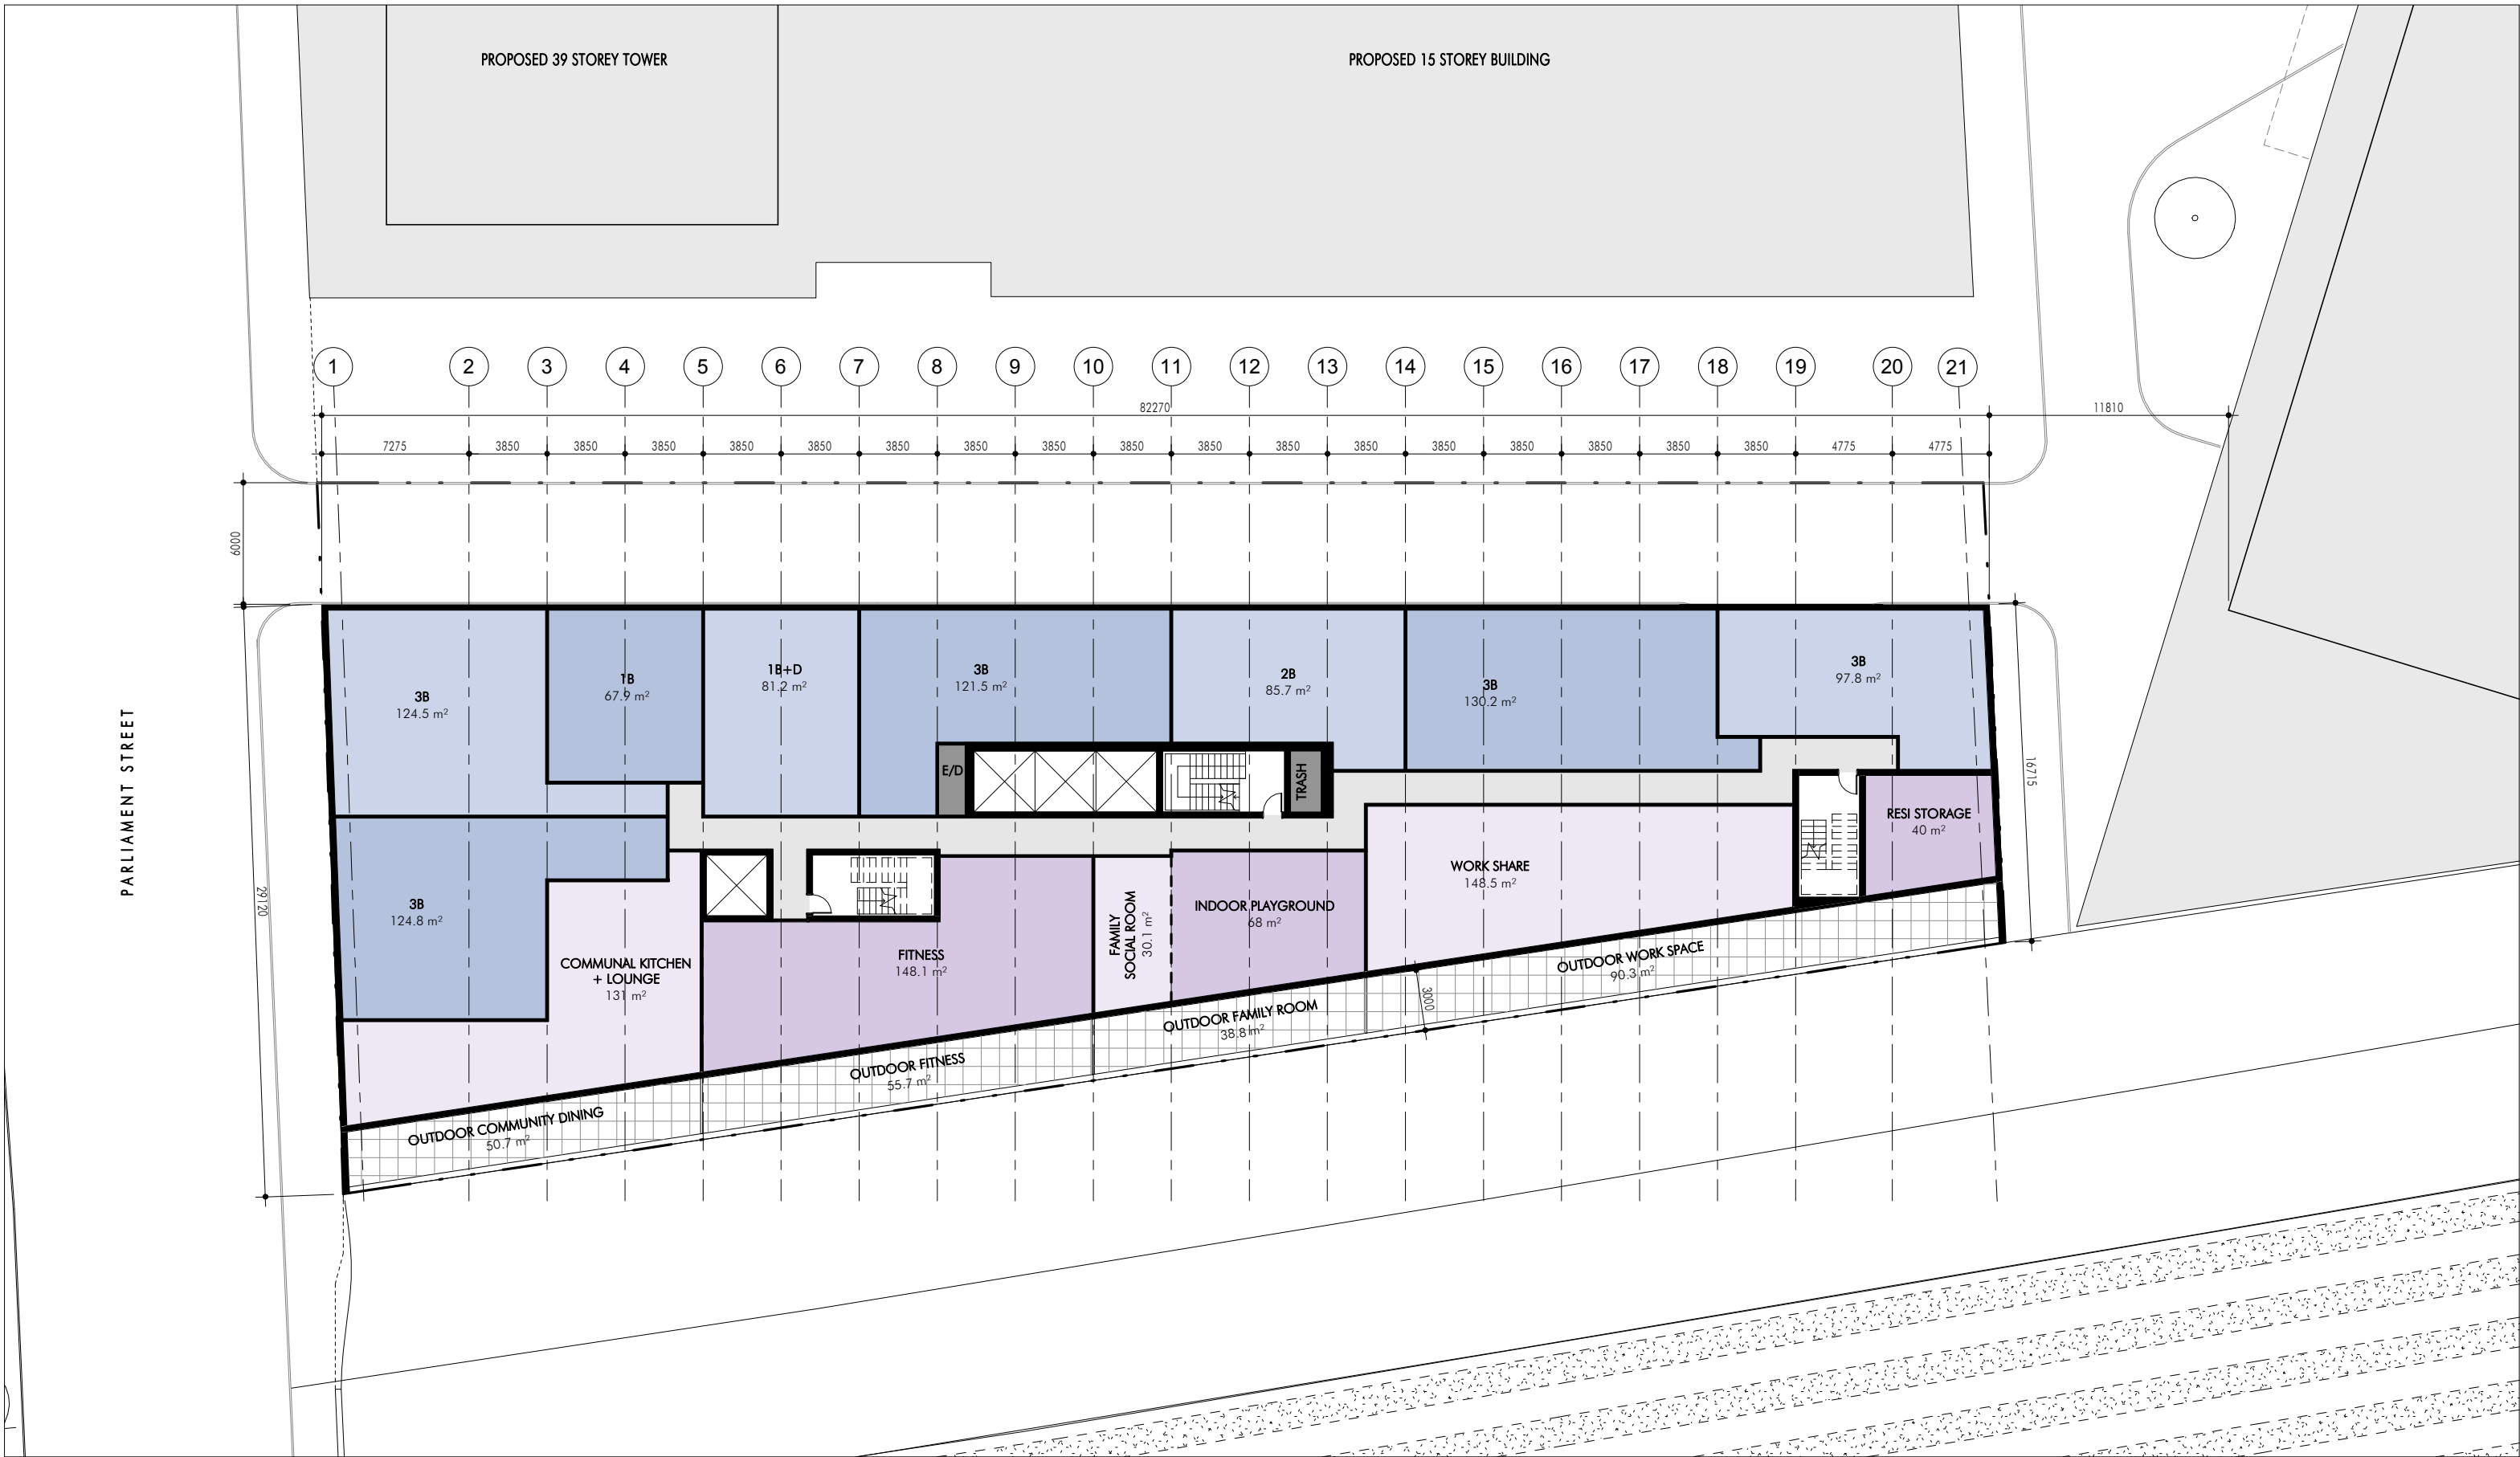 PROPOSED 39 STOREY TOWER
PROPOSED 15 STOREY BUILDING
1 2 3 4 5 6 7 8 9 10 11 12 13 14 15 16 17 18 19 20 21
82270
11810
7275 3850 3850 3850 3850 3850 3850 3850 3850 3850 3850 3850 3850 3850 3850 3850 3850 3850 4775 4775
6000
PARLIAMENT STREET
29120
16715
3B
124.5 m²
1B
67.9 m²
1B+D
81.2 m²
3B
121.5 m²
2B
85.7 m²
3B
130.2 m²
3B
97.8 m²
E/D
TRASH
RESI STORAGE
40 m²
3B
124.8 m²
COMMUNAL KITCHEN
+ LOUNGE
131 m²
FITNESS
148.1 m²
FAMILY
SOCIAL ROOM
30.1 m²
INDOOR PLAYGROUND
68 m²
WORK SHARE
148.5 m²
OUTDOOR COMMUNITY DINING
50.7 m²
OUTDOOR FITNESS
55.7 m²
OUTDOOR FAMILY ROOM
38.8 m²
3000
OUTDOOR WORK SPACE
90.3 m²